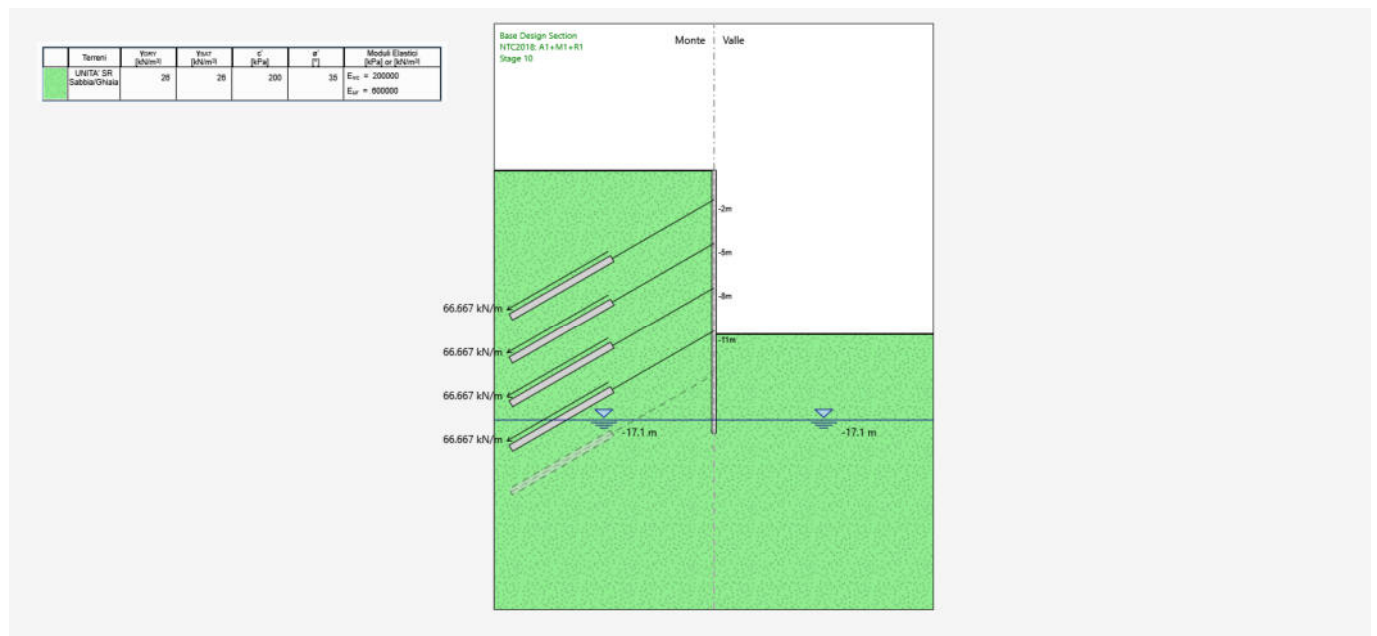 Terreni γDRY [kN/m³] γSAT [kN/m³] c' [kPa] ø' [°] Moduli Elastici [kPa] or [kN/m³]
UNITA' SR Sabbia/Ghiaia 26 26 200 35 Evc = 200000
Eur = 600000
Base Design Section
NTC2018: A1+M1+R1
Stage 10
Monte Valle
-2m
-5m
-8m
66.667 kN/m
-11m
66.667 kN/m
66.667 kN/m
-17.1 m -17.1 m
66.667 kN/m